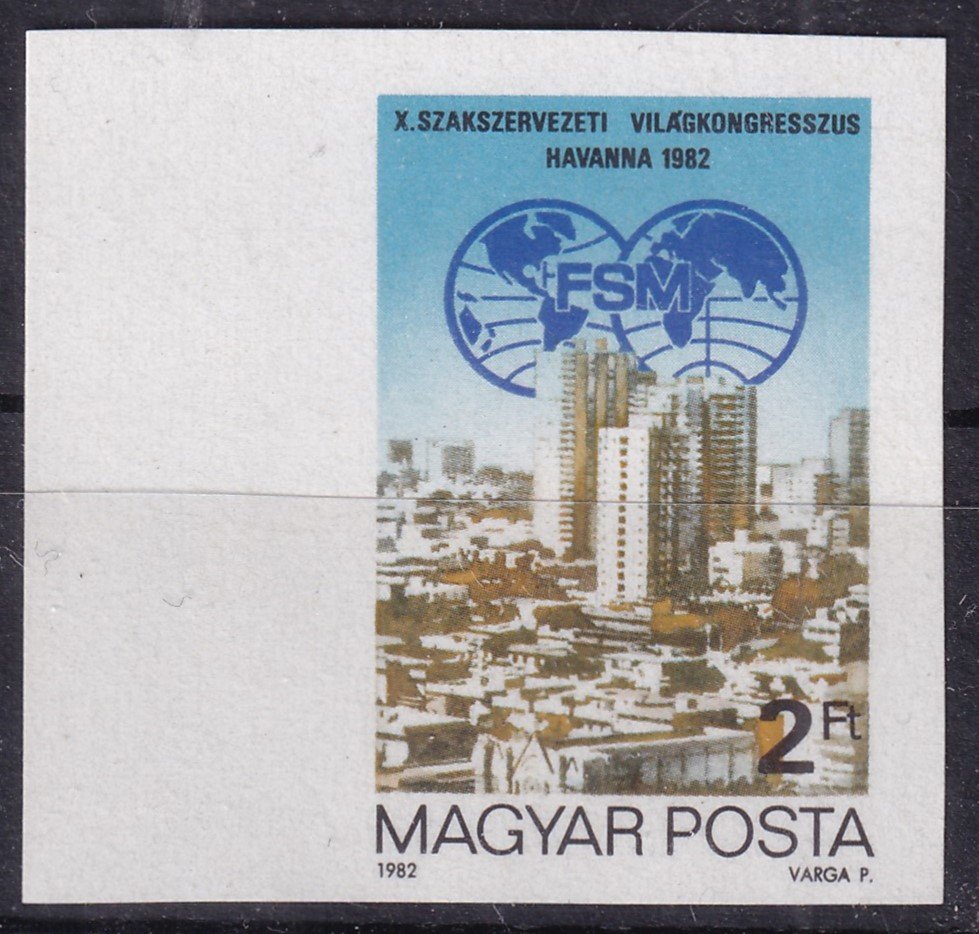 X. SZAKSZERVEZETI VILÁGKONGRESSZUS
HAVANNA 1982
FSM
2 Ft
MAGYAR POSTA
1982 VARGA P.